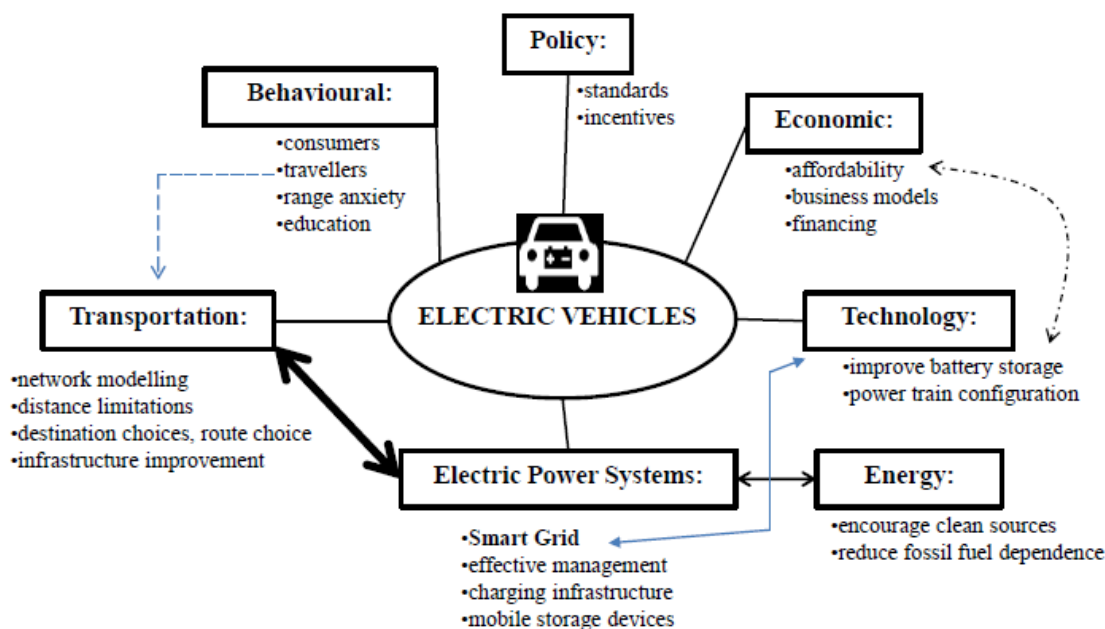 Policy:
•standards
•incentives
Behavioural:
•consumers
•travellers
•range anxiety
•education
Economic:
•affordability
•business models
•financing
ELECTRIC VEHICLES
Transportation:
•network modelling
•distance limitations
•destination choices, route choice
•infrastructure improvement
Technology:
•improve battery storage
•power train configuration
Electric Power Systems:
•Smart Grid
•effective management
•charging infrastructure
•mobile storage devices
Energy:
•encourage clean sources
•reduce fossil fuel dependence